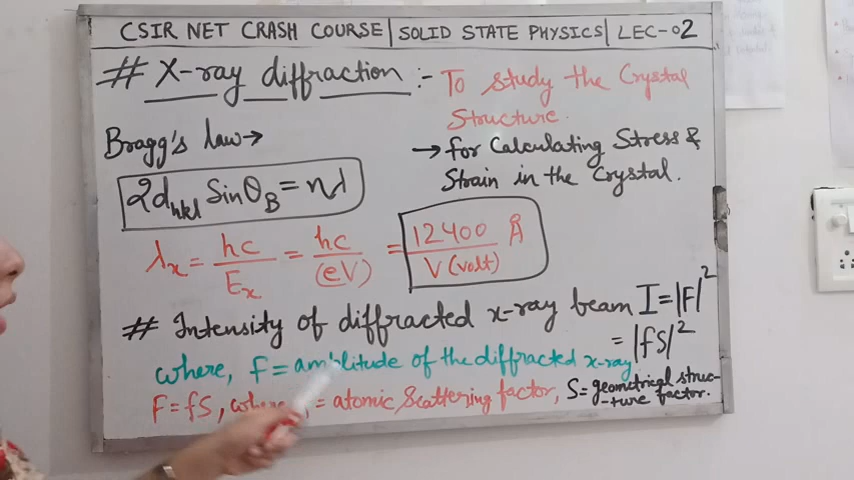 CSIR NET CRASH COURSE | SOLID STATE PHYSICS | LEC-02
# X-ray diffraction :- To study the Crystal
Structure.
Bragg's law →
→ for Calculating Stress &
Strain in the Crystal.
2d_hkl Sinθ_B = nλ
λ_x = hc/E_x = hc/(eV) = 12400/V(volt) Å
# Intensity of diffracted x-ray beam I = |F|²
= |fS|²
where, F = amplitude of the diffracted x-ray
F = fS, where = atomic Scattering factor, S = geometrical struc-
-ture factor.